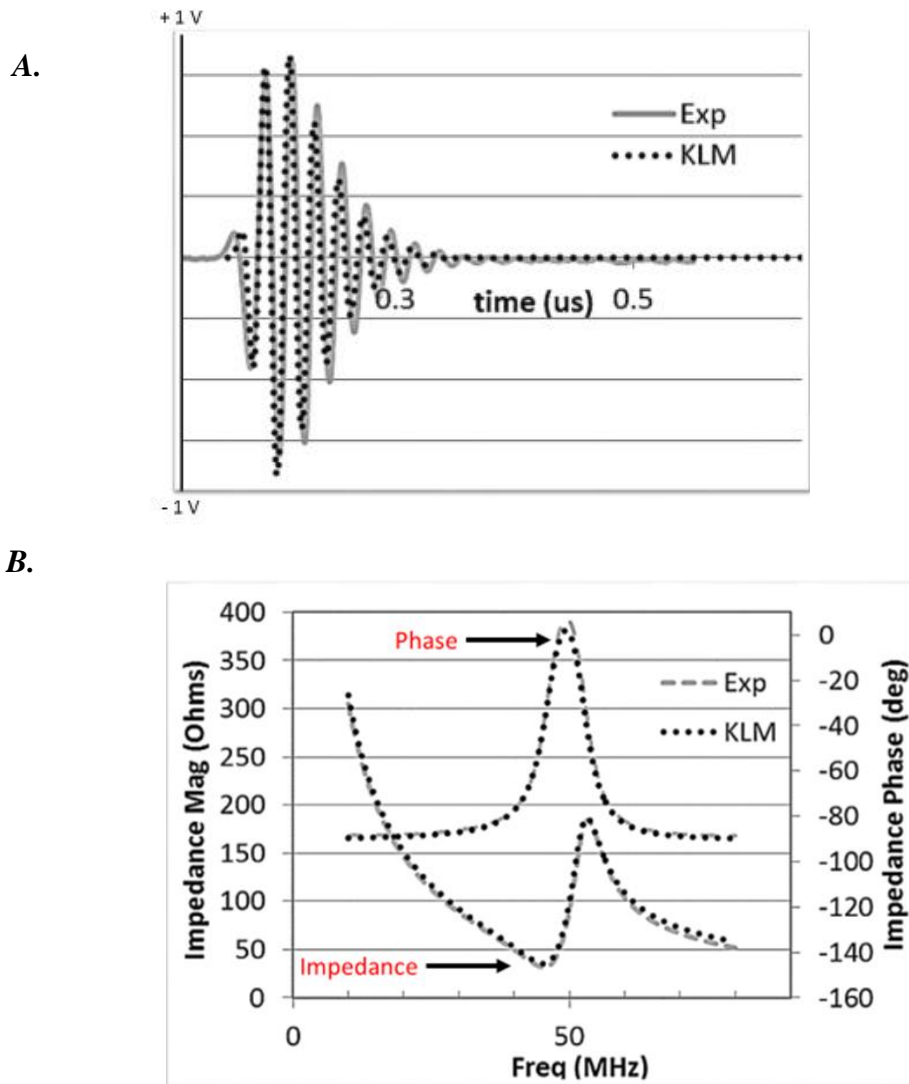 +1V
A.
Exp
KLM
0.3
time (us)
0.5
-1V
B.
400
350
300
250
200
150
100
50
0
Impedance Mag (Ohms)
Phase
Exp
KLM
Impedance
0
-20
-40
-60
-80
-100
-120
-140
-160
Impedance Phase (deg)
0
50
Freq (MHz)